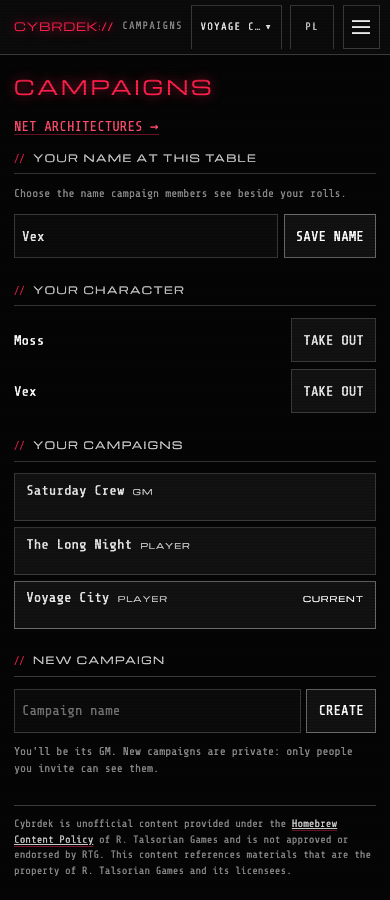 CYBRDEK:// CAMPAIGNS VOYAGE C… ▾ PL
CAMPAIGNS
NET ARCHITECTURES →
// YOUR NAME AT THIS TABLE
Choose the name campaign members see beside your rolls.
Vex SAVE NAME
// YOUR CHARACTER
Moss TAKE OUT
Vex TAKE OUT
// YOUR CAMPAIGNS
Saturday Crew GM
The Long Night PLAYER
Voyage City PLAYER CURRENT
// NEW CAMPAIGN
Campaign name CREATE
You'll be its GM. New campaigns are private: only people
you invite can see them.
Cybrdek is unofficial content provided under the Homebrew
Content Policy of R. Talsorian Games and is not approved or
endorsed by RTG. This content references materials that are the
property of R. Talsorian Games and its licensees.